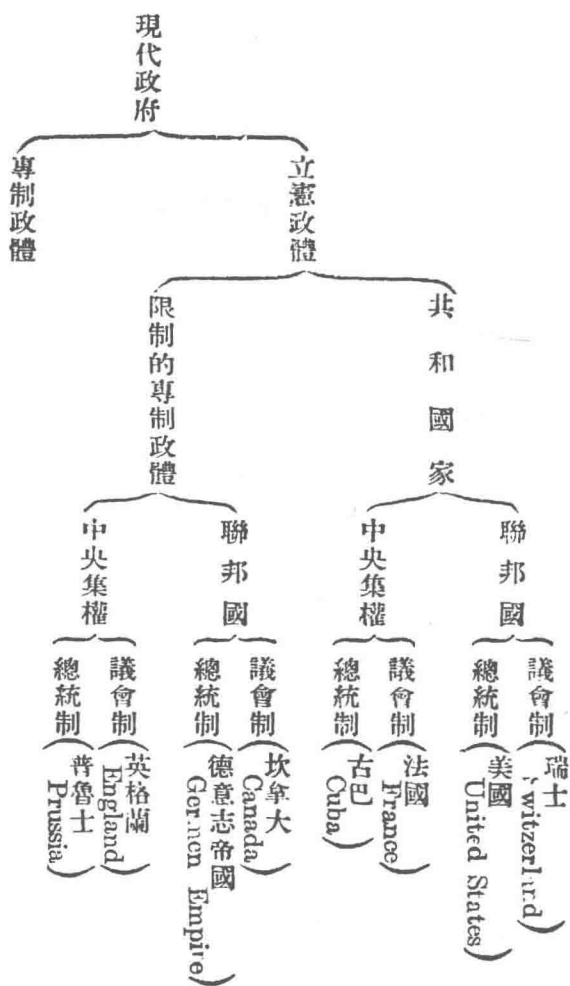 現代政府
立憲政體
專制政體
共和國家
限制的專制政體
聯邦國
中央集權
聯邦國
中央集權
議會制(瑞士 Switzerland)
總統制(美國 United States)
議會制(法國 France)
總統制(古巴 Cuba)
議會制(坎拿大 Canada)
總統制(德意志帝國 German Empire)
議會制(英格蘭 England)
總統制(普魯士 Prussia)